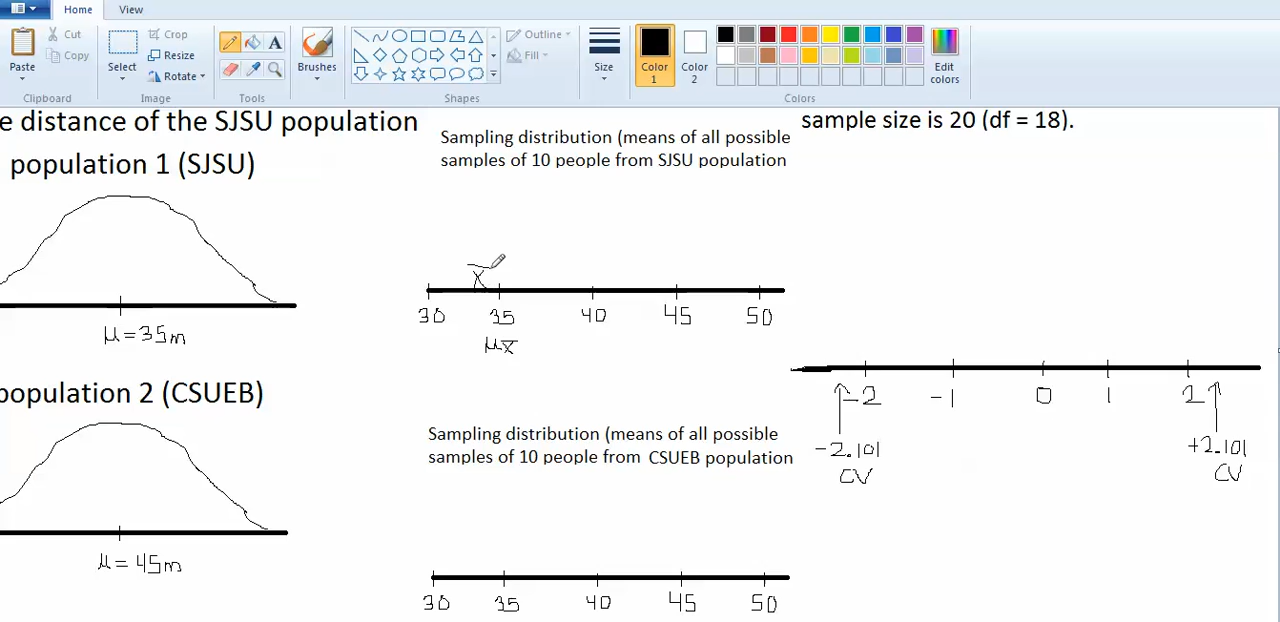 Home View
Cut
Copy
Paste
Clipboard
Select
Crop
Resize
Rotate
Image
A
Tools
Brushes
Shapes
Outline
Fill
Size
Color 1
Color 2
Edit colors
Colors
e distance of the SJSU population
population 1 (SJSU)
μ = 35m
population 2 (CSUEB)
μ = 45m
Sampling distribution (means of all possible
samples of 10 people from SJSU population
x̄
30 35 40 45 50
μx̄
Sampling distribution (means of all possible
samples of 10 people from CSUEB population
30 35 40 45 50
sample size is 20 (df = 18).
-2 -1 0 1 2
-2.101 +2.101
CV CV